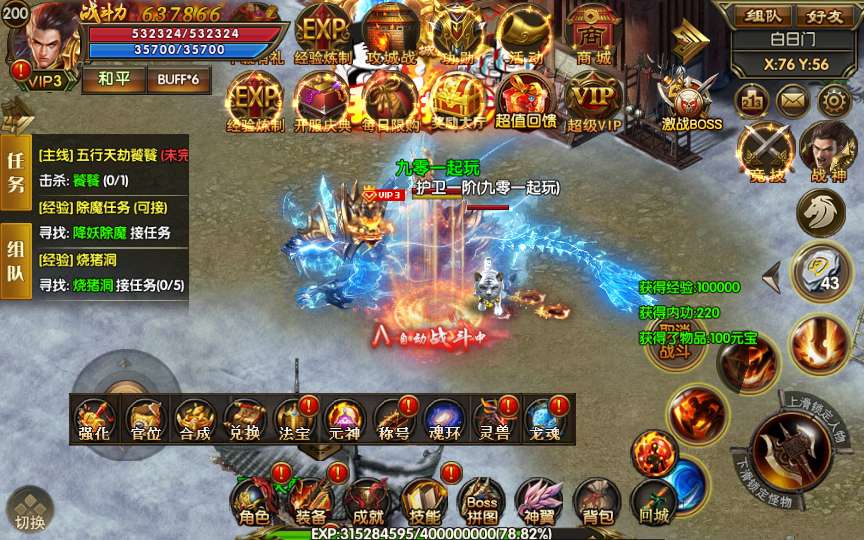 200
战斗力 637866
532324/532324
35700/35700
VIP3
和平
BUFF*6
EXP
经验炼制
攻城战
活动
商
商城
组队
好友
白日门
X:76 Y:56
EXP
经验炼制
开服庆典
每日限购
奖励大厅
超值回馈
VIP
超级VIP
激战BOSS
竞技
战神
任务
[主线] 五行天劫饕餮 (未完
击杀: 饕餮 (0/1)
[经验] 除魔任务 (可接)
寻找: 降妖除魔 接任务
组队
[经验] 烧猪洞
寻找: 烧猪洞 接任务(0/5)
九零一起玩
VIP 3
护卫一阶(九零一起玩)
自动战斗中
43
获得经验:100000
获得内功:220
获得了物品:100元宝
取消
战斗
强化
官位
合成
兑换
法宝
元神
称号
魂环
灵兽
龙魂
上滑锁定人物
下滑锁定怪物
切换
角色
装备
成就
技能
Boss
拼图
神翼
背包
回城
EXP:315284595/400000000(78.82%)